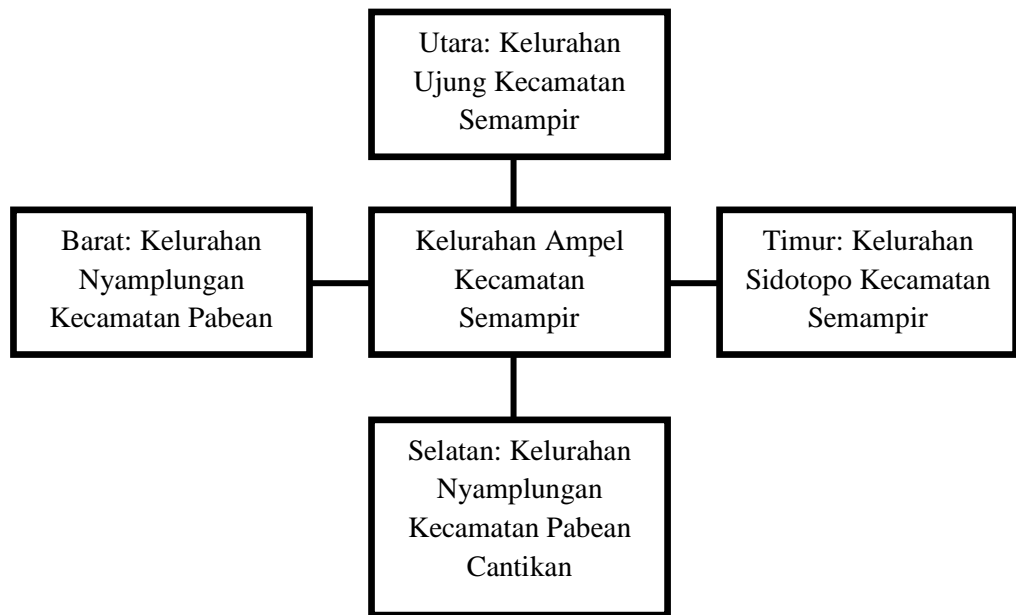 Utara: Kelurahan
Ujung Kecamatan
Semampir
Barat: Kelurahan
Nyamplungan
Kecamatan Pabean
Kelurahan Ampel
Kecamatan
Semampir
Timur: Kelurahan
Sidotopo Kecamatan
Semampir
Selatan: Kelurahan
Nyamplungan
Kecamatan Pabean
Cantikan